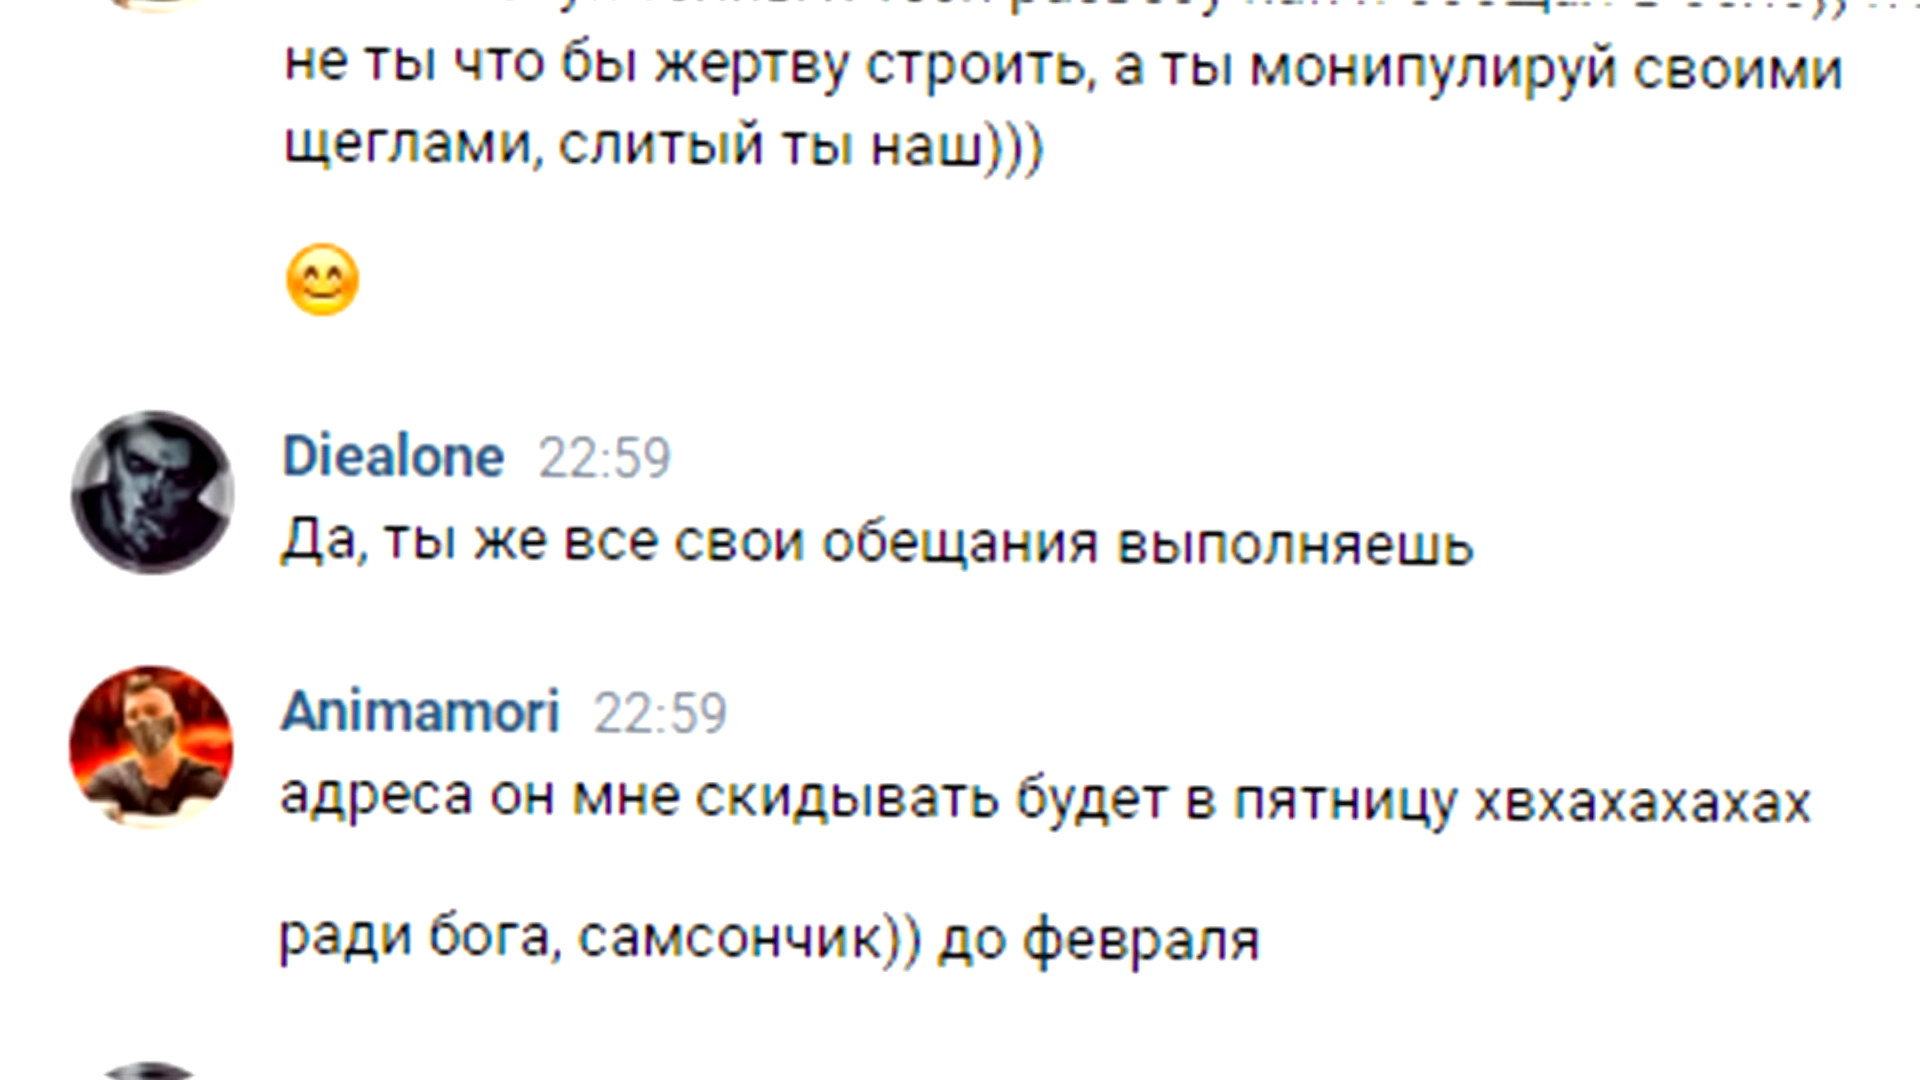 не ты что бы жертву строить, а ты монипулируй своими
щеглами, слитый ты наш)))
Diealone 22:59
Да, ты же все свои обещания выполняешь
Animamori 22:59
адреса он мне скидывать будет в пятницу хвхахахахах
ради бога, самсончик)) до февраля